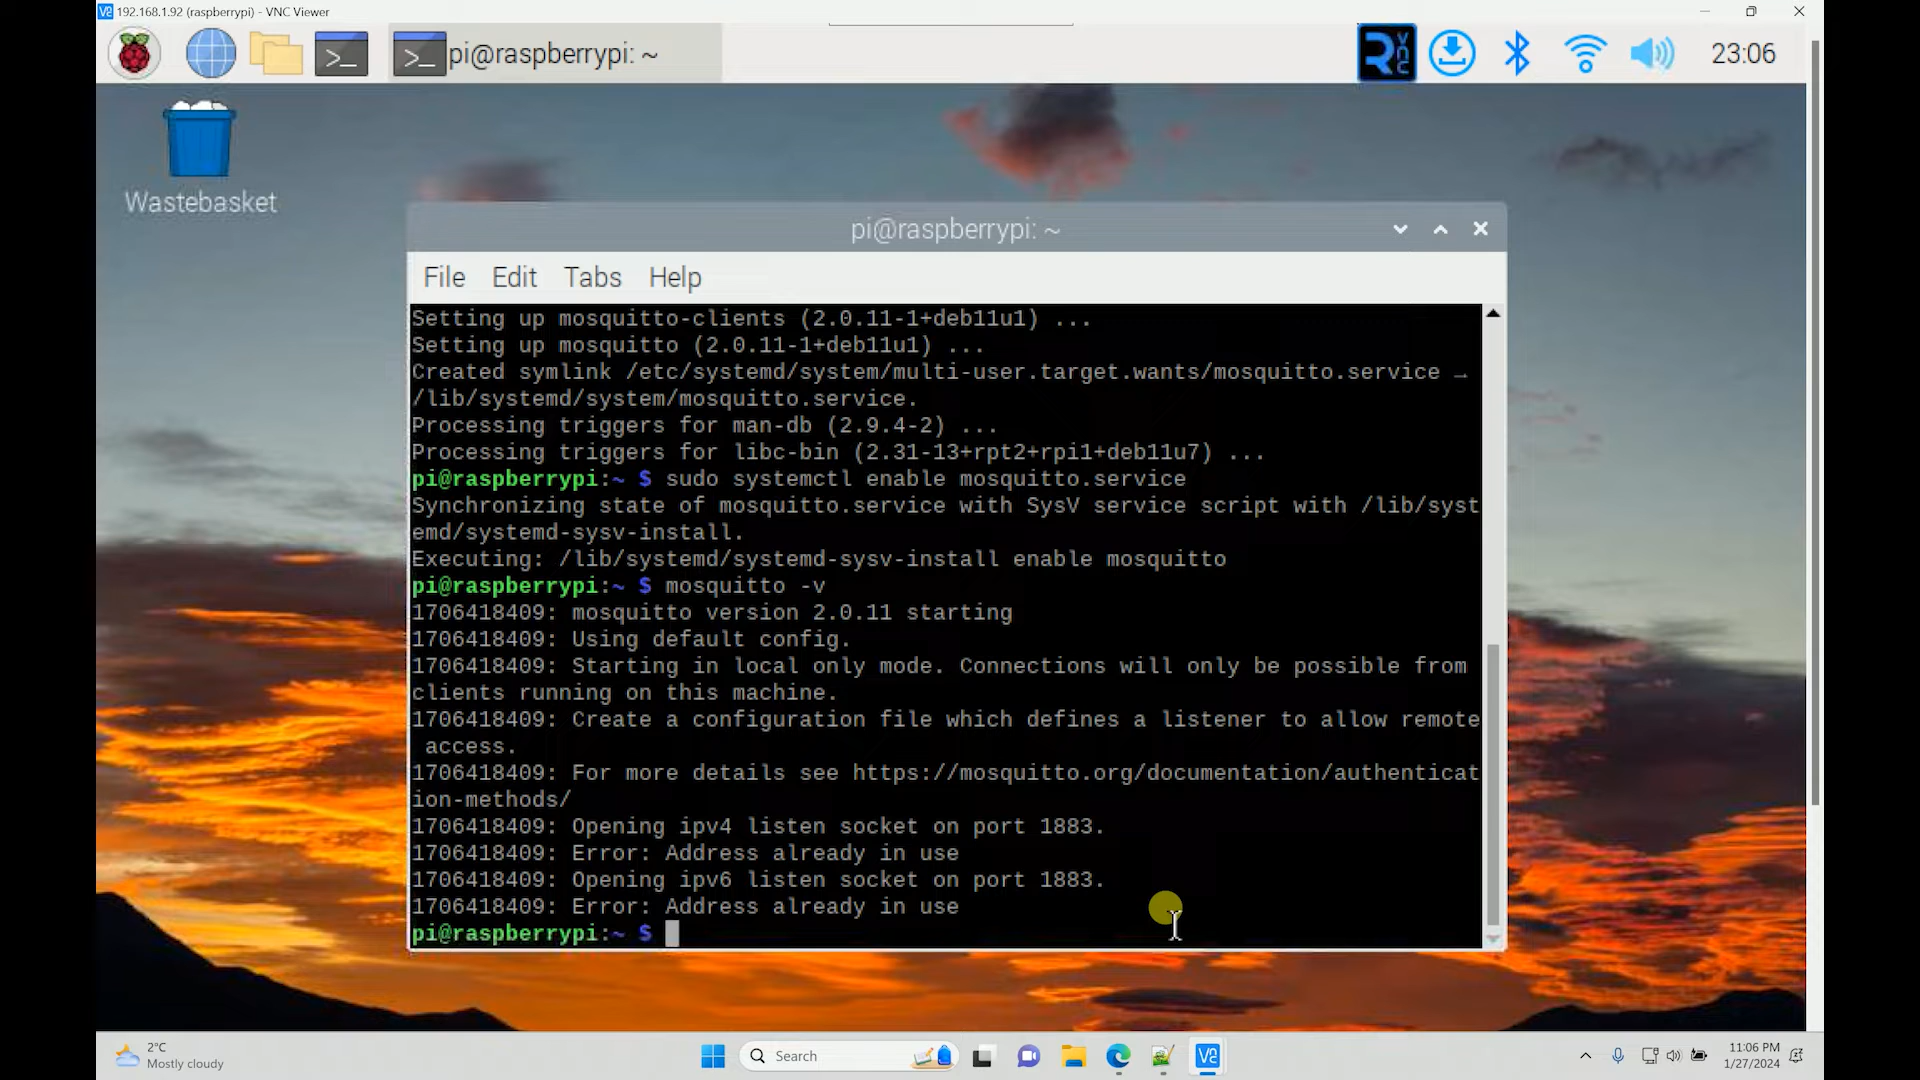 192.168.1.92 (raspberrypi) - VNC Viewer
pi@raspberrypi: ~
23:06
Wastebasket
pi@raspberrypi: ~
File Edit Tabs Help
Setting up mosquitto-clients (2.0.11-1+deb11u1) ...
Setting up mosquitto (2.0.11-1+deb11u1) ...
Created symlink /etc/systemd/system/multi-user.target.wants/mosquitto.service →
/lib/systemd/system/mosquitto.service.
Processing triggers for man-db (2.9.4-2) ...
Processing triggers for libc-bin (2.31-13+rpt2+rpi1+deb11u7) ...
pi@raspberrypi:~ $ sudo systemctl enable mosquitto.service
Synchronizing state of mosquitto.service with SysV service script with /lib/syst
emd/systemd-sysv-install.
Executing: /lib/systemd/systemd-sysv-install enable mosquitto
pi@raspberrypi:~ $ mosquitto -v
1706418409: mosquitto version 2.0.11 starting
1706418409: Using default config.
1706418409: Starting in local only mode. Connections will only be possible from
clients running on this machine.
1706418409: Create a configuration file which defines a listener to allow remote
access.
1706418409: For more details see https://mosquitto.org/documentation/authenticat
ion-methods/
1706418409: Opening ipv4 listen socket on port 1883.
1706418409: Error: Address already in use
1706418409: Opening ipv6 listen socket on port 1883.
1706418409: Error: Address already in use
pi@raspberrypi:~ $
2°C
Mostly cloudy
Search
11:06 PM
1/27/2024